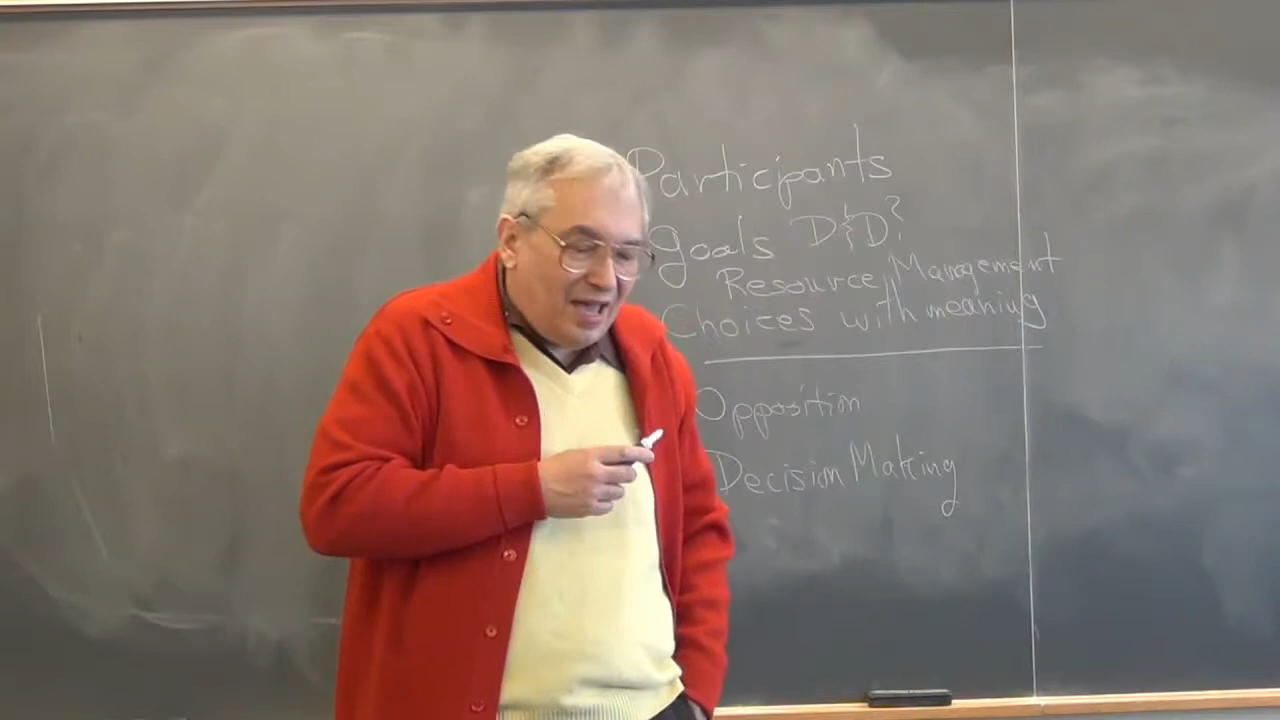 Participants
Goals D&D?
Resource Management
Choices with meaning
Opposition
Decision Making